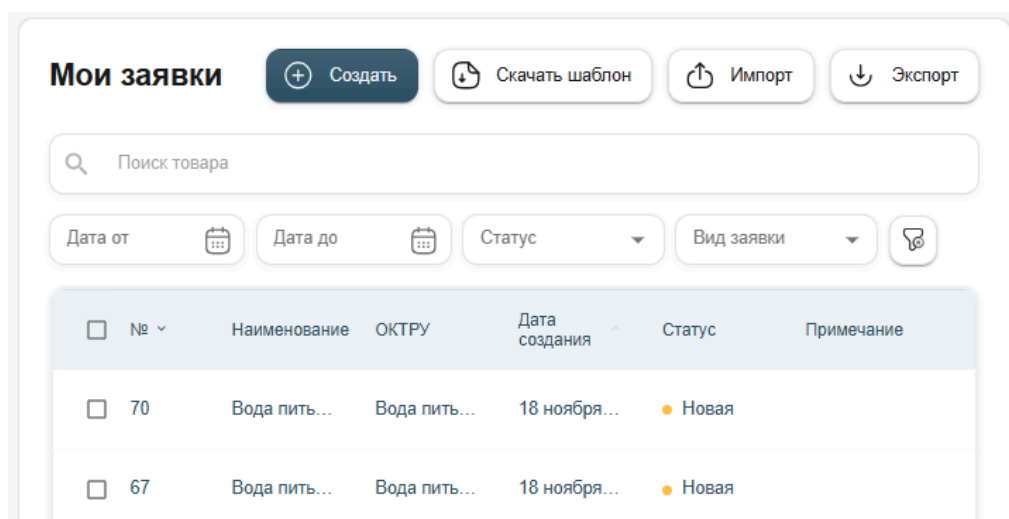 Мои заявки Создать Скачать шаблон Импорт Экспорт
Поиск товара
Дата от Дата до Статус Вид заявки
№ Наименование ОКТРУ Дата создания Статус Примечание
70 Вода пить... Вода пить... 18 ноября... Новая
67 Вода пить... Вода пить... 18 ноября... Новая